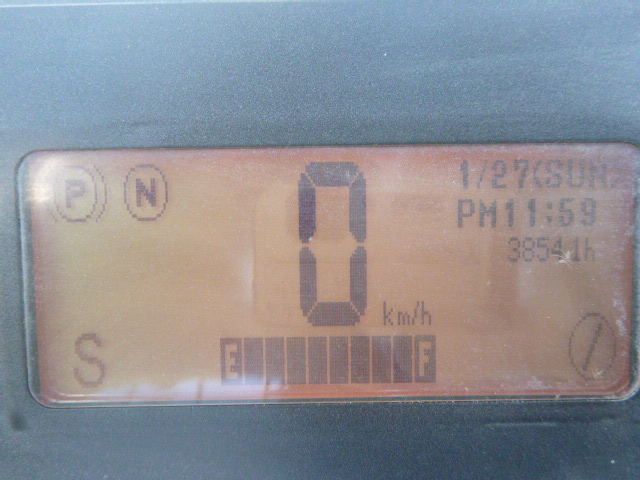 P N
1/27(SUN)
PM11:59
38541h
0 km/h
S
E F